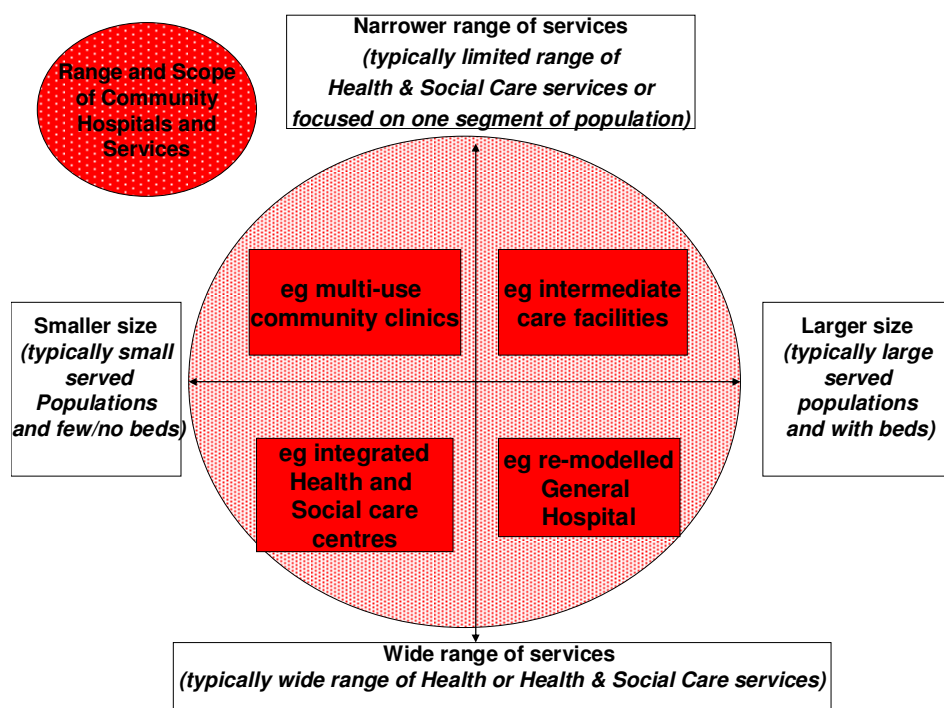 Range and Scope
of Community
Hospitals and
Services
Narrower range of services
(typically limited range of
Health & Social Care services or
focused on one segment of population)
eg multi-use
community clinics
eg intermediate
care facilities
Smaller size
(typically small
served
Populations
and few/no beds)
Larger size
(typically large
served
populations
and with beds)
eg integrated
Health and
Social care
centres
eg re-modelled
General
Hospital
Wide range of services
(typically wide range of Health or Health & Social Care services)